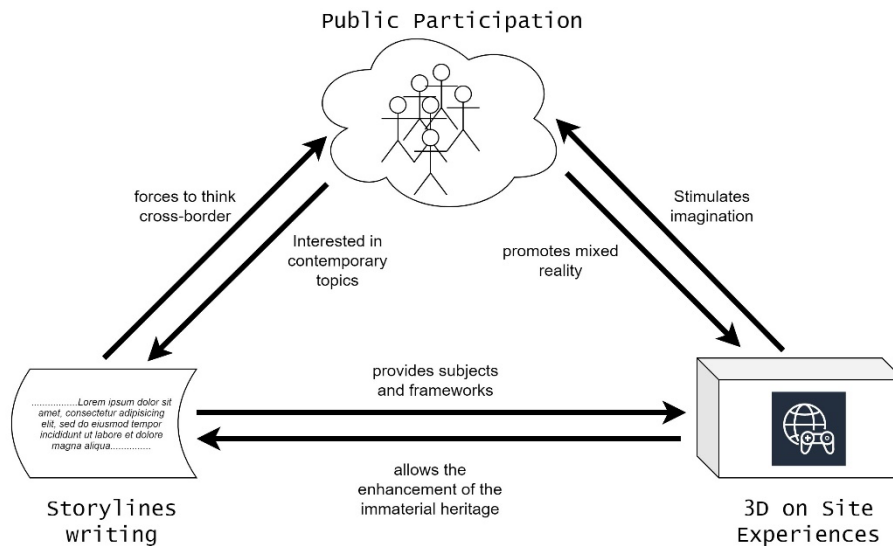 Public Participation
forces to think
cross-border
Stimulates
imagination
Interested in
contemporary
topics
promotes mixed
reality
provides subjects
and frameworks
.................Lorem ipsum dolor sit
amet, consectetur adipisicing
elit, sed do eiusmod tempor
incididunt ut labore et dolore
magna aliqua...............
allows the
enhancement of the
immaterial heritage
Storylines
writing
3D on Site
Experiences